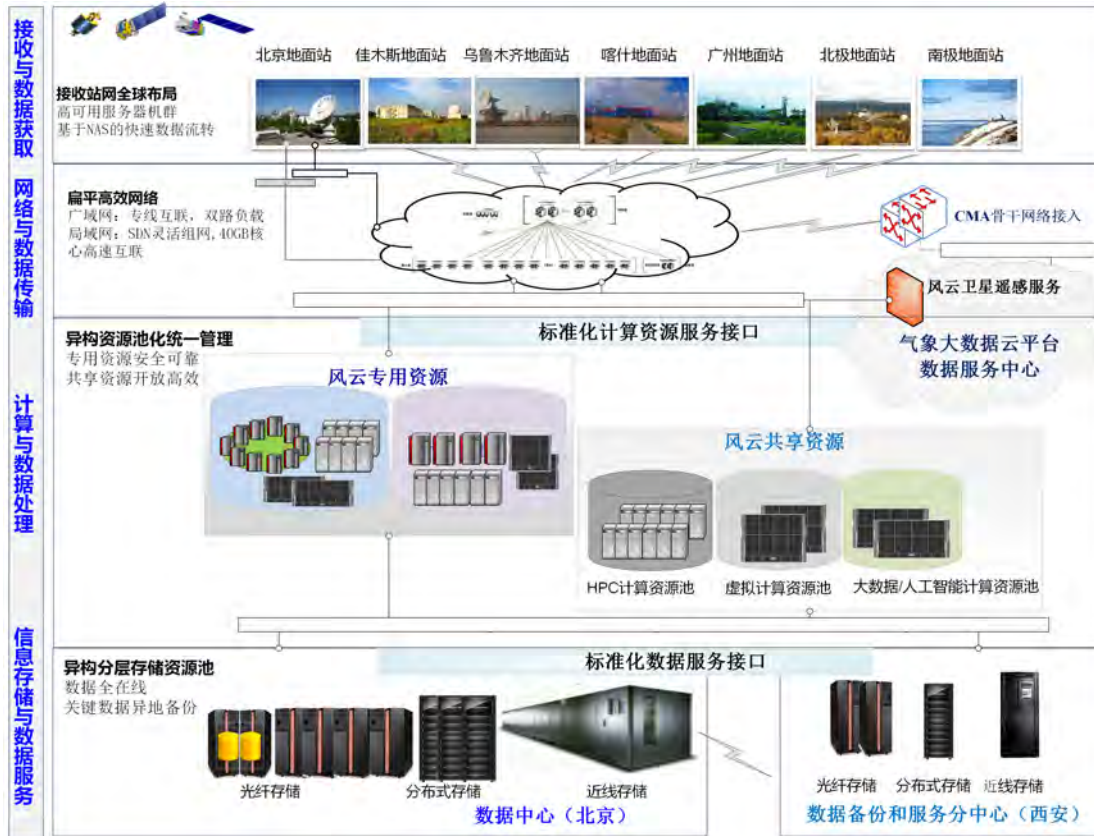 接收与数据获取
北京地面站
佳木斯地面站
乌鲁木齐地面站
喀什地面站
广州地面站
北极地面站
南极地面站
接收站网全球布局
高可用服务器机群
基于NAS的快速数据流转
网络与数据传输
扁平高效网络
广域网：专线互联，双路负载
局域网：SDN灵活组网,40GB核
心高速互联
CMA骨干网络接入
风云卫星遥感服务
气象大数据云平台
数据服务中心
计算与数据处理
异构资源池化统一管理
专用资源安全可靠
共享资源开放高效
标准化计算资源服务接口
风云专用资源
风云共享资源
HPC计算资源池
虚拟计算资源池
大数据/人工智能计算资源池
信息存储与数据服务
异构分层存储资源池
数据全在线
关键数据异地备份
标准化数据服务接口
光纤存储
分布式存储
近线存储
数据中心（北京）
光纤存储
分布式存储
近线存储
数据备份和服务分中心（西安）